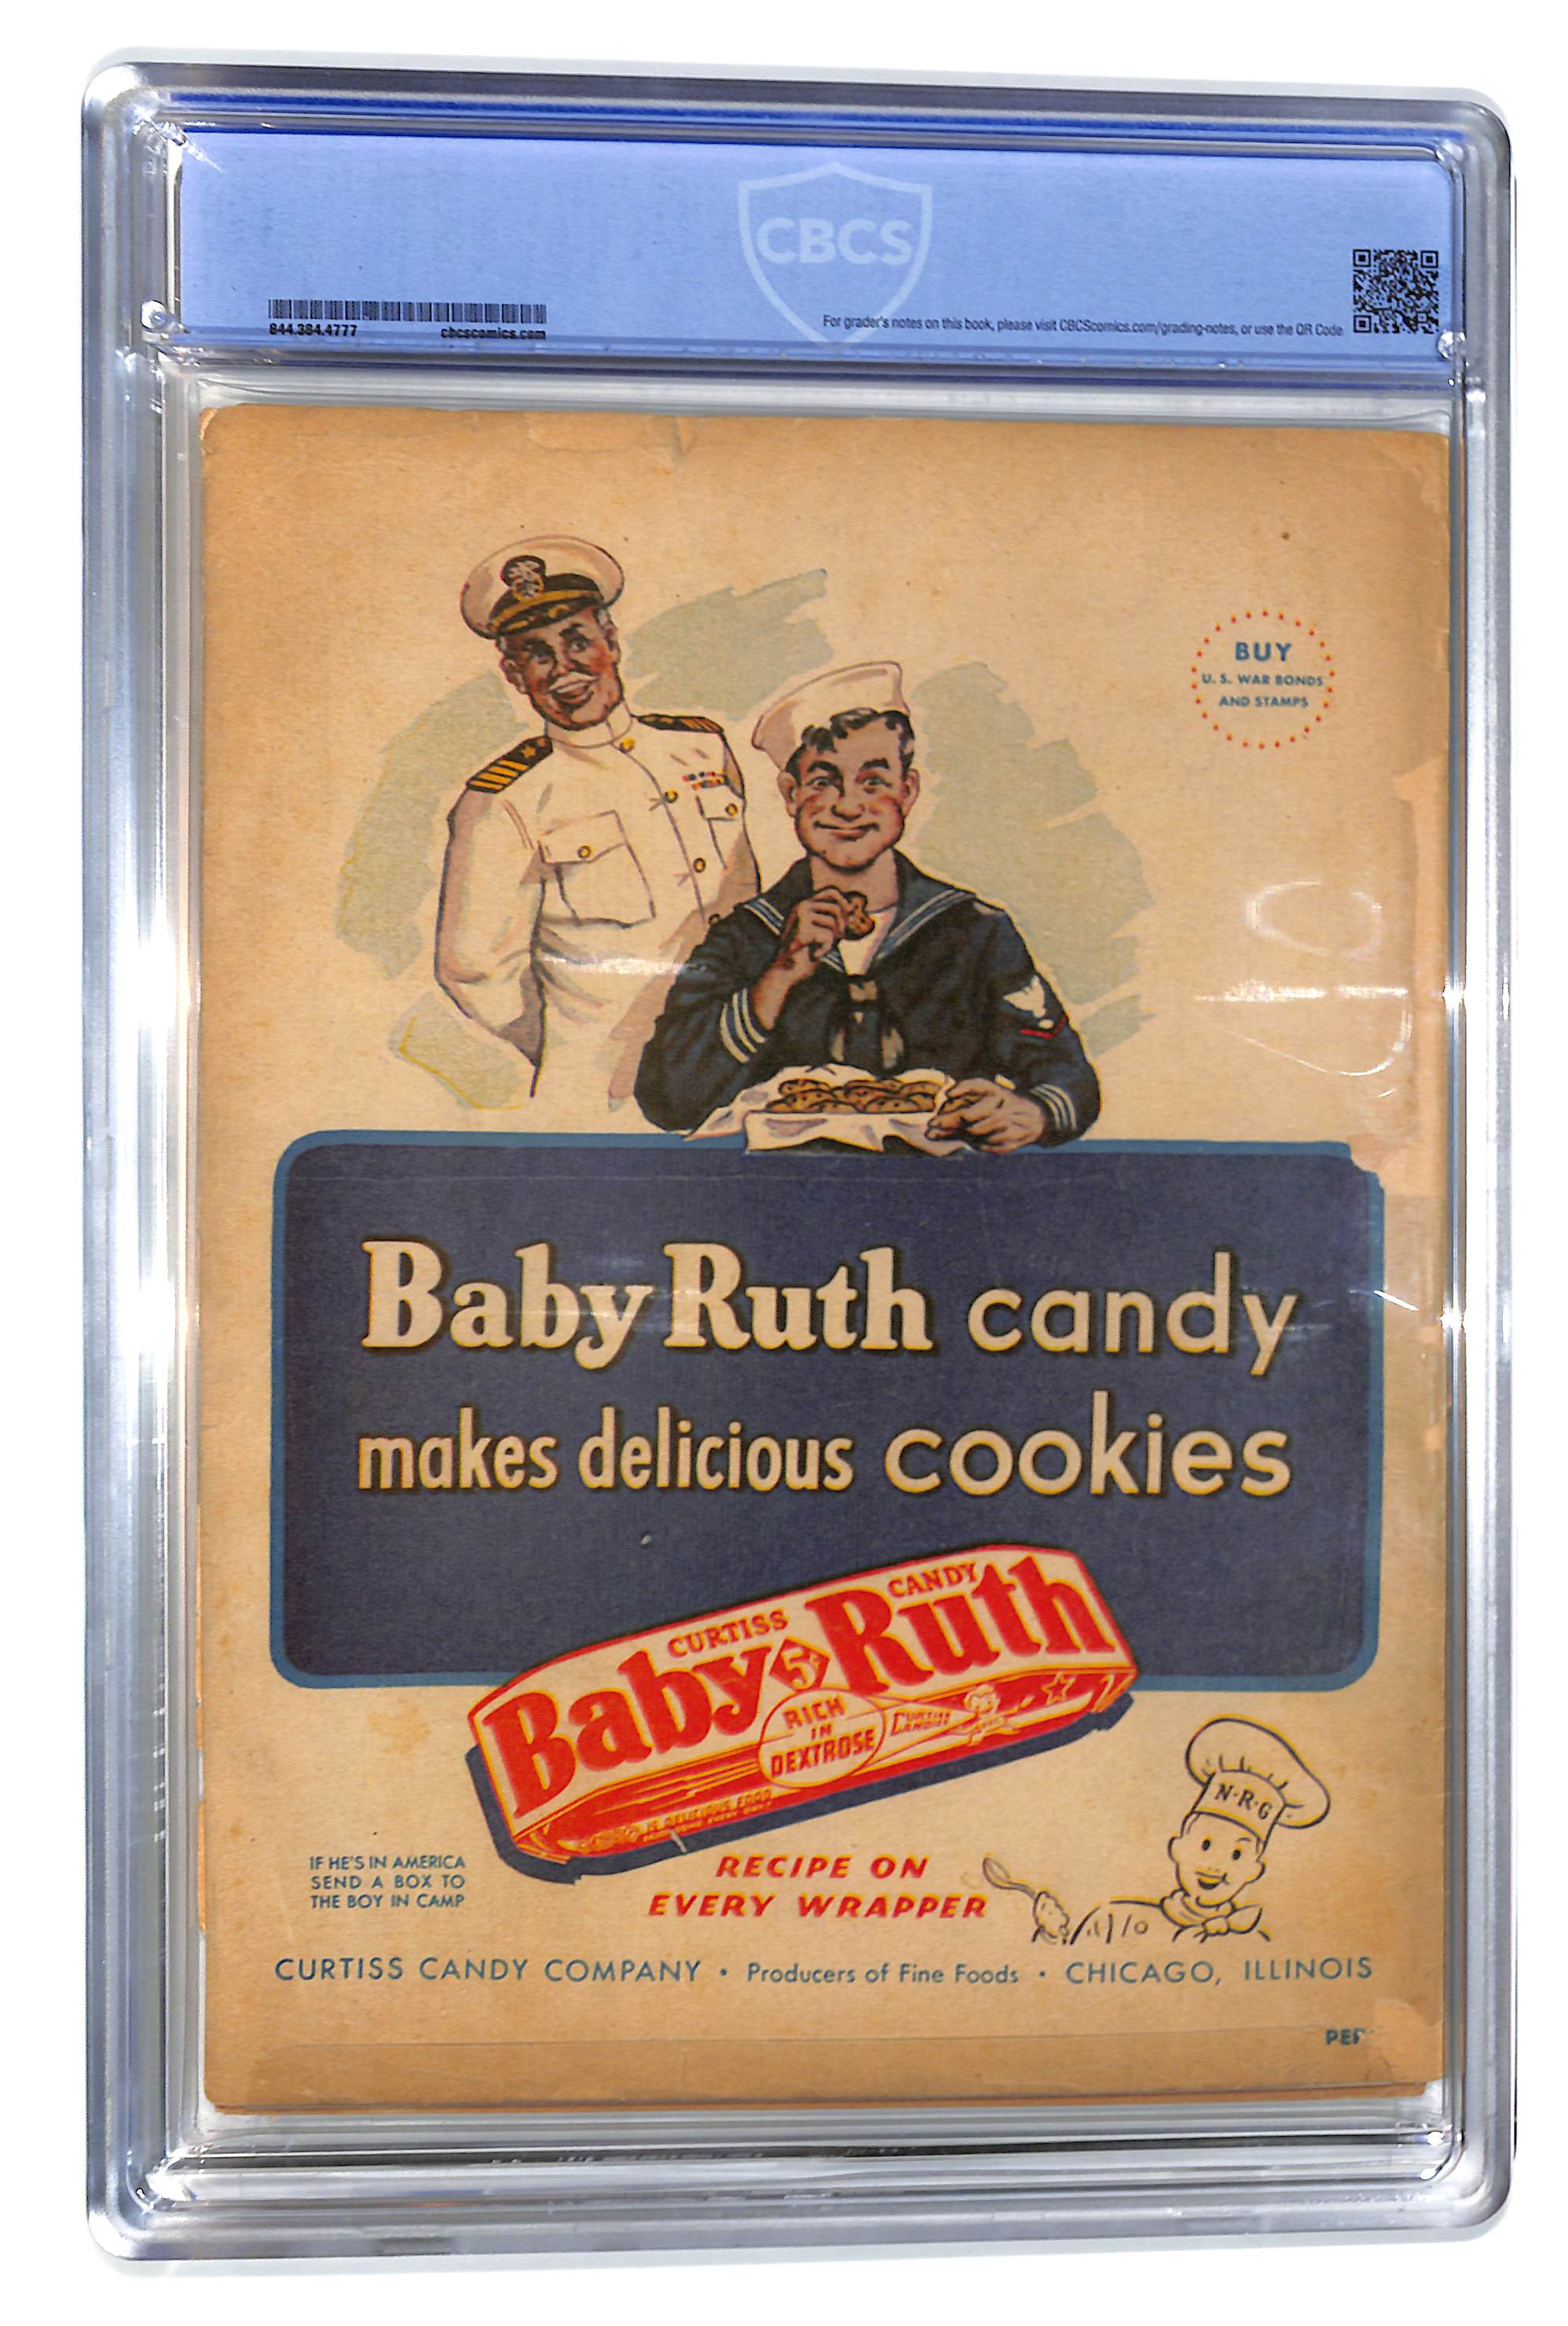 CBCS
844.384.4777 cbcscomics.com
For grader's notes on this book, please visit CBCScomics.com/grading-notes, or use the QR Code
BUY
U. S. WAR BONDS
AND STAMPS
Baby Ruth candy
makes delicious cookies
CURTISS CANDY
Baby 5¢ Ruth
RICH
IN
DEXTROSE
CURTISS
N·R·G
IF HE'S IN AMERICA
SEND A BOX TO
THE BOY IN CAMP
RECIPE ON
EVERY WRAPPER
CURTISS CANDY COMPANY • Producers of Fine Foods • CHICAGO, ILLINOIS